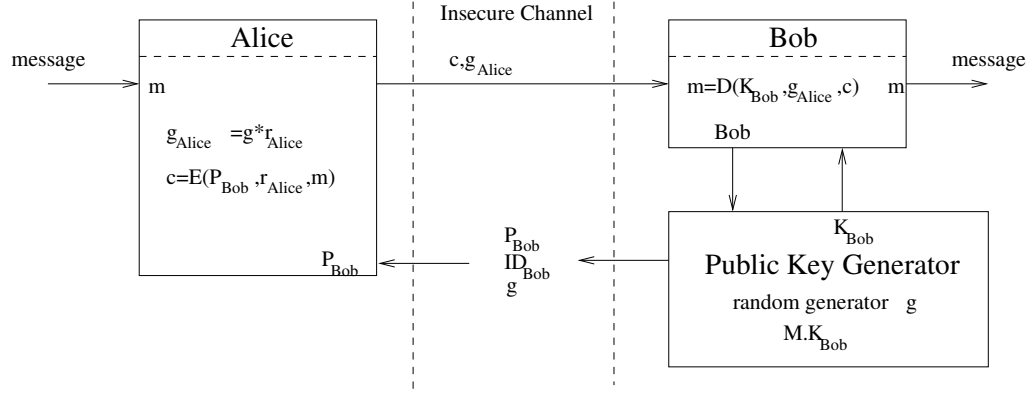 Insecure Channel
Alice
Bob
message
c,g_Alice
message
m
m=D(K_Bob,g_Alice,c)
m
Bob
g_Alice =g*r_Alice
c=E(P_Bob,r_Alice,m)
P_Bob
P_Bob
ID_Bob
g
K_Bob
Public Key Generator
random generator g
M.K_Bob